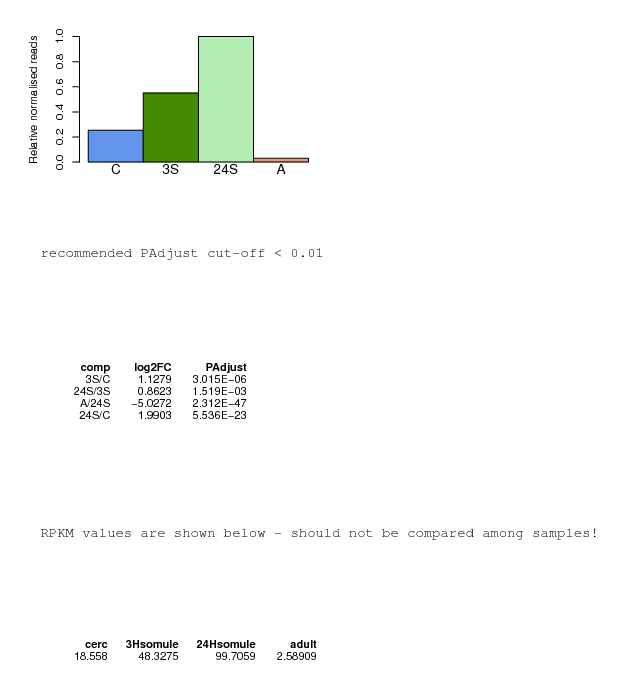 Relative normalised reads
1.0
0.8
0.6
0.4
0.2
0.0
C 3S 24S A
recommended PAdjust cut-off < 0.01
comp log2FC PAdjust
3S/C 1.1279 3.015E-06
24S/3S 0.8623 1.519E-03
A/24S -5.0272 2.312E-47
24S/C 1.9903 5.536E-23
RPKM values are shown below - should not be compared among samples!
cerc 3Hsomule 24Hsomule adult
18.558 48.3275 99.7059 2.58909